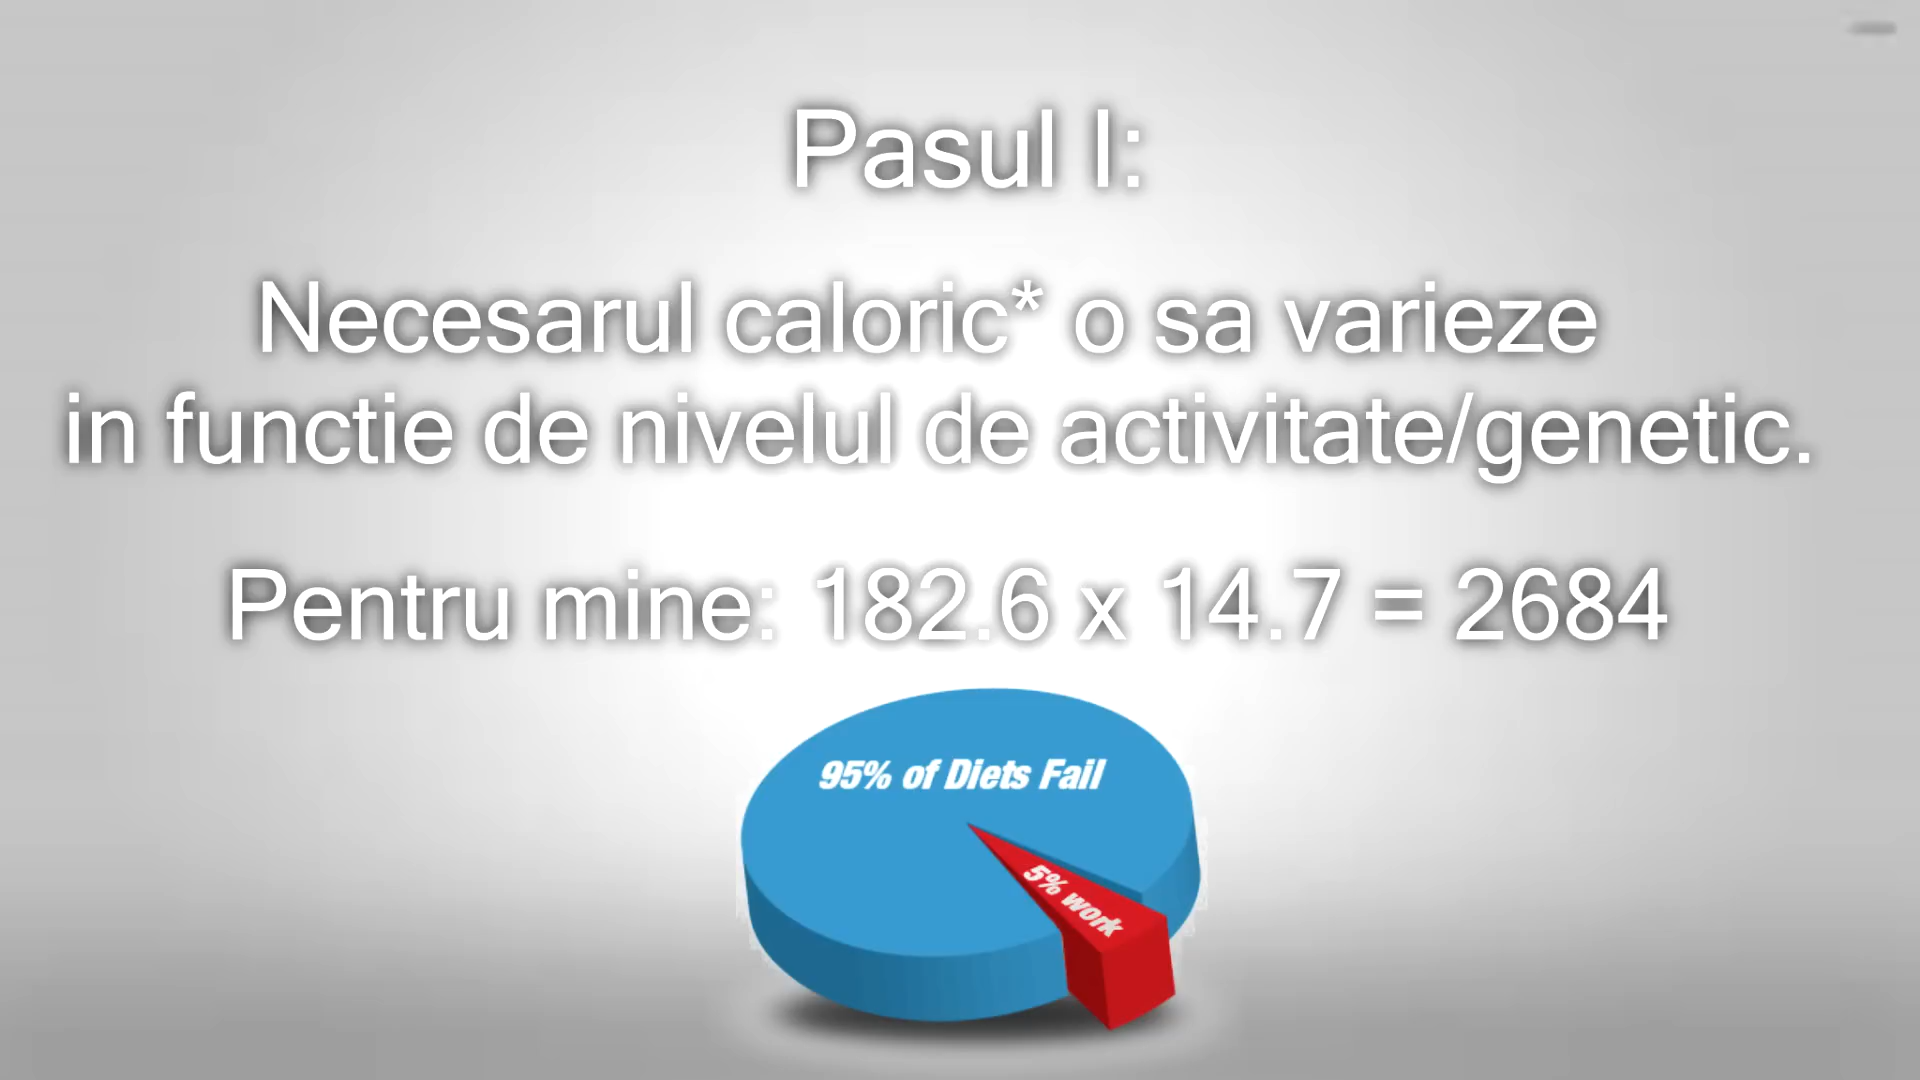 Pasul I:
Necesarul caloric* o sa varieze
in functie de nivelul de activitate/genetic.
Pentru mine: 182.6 x 14.7 = 2684
95% of Diets Fail
5% work